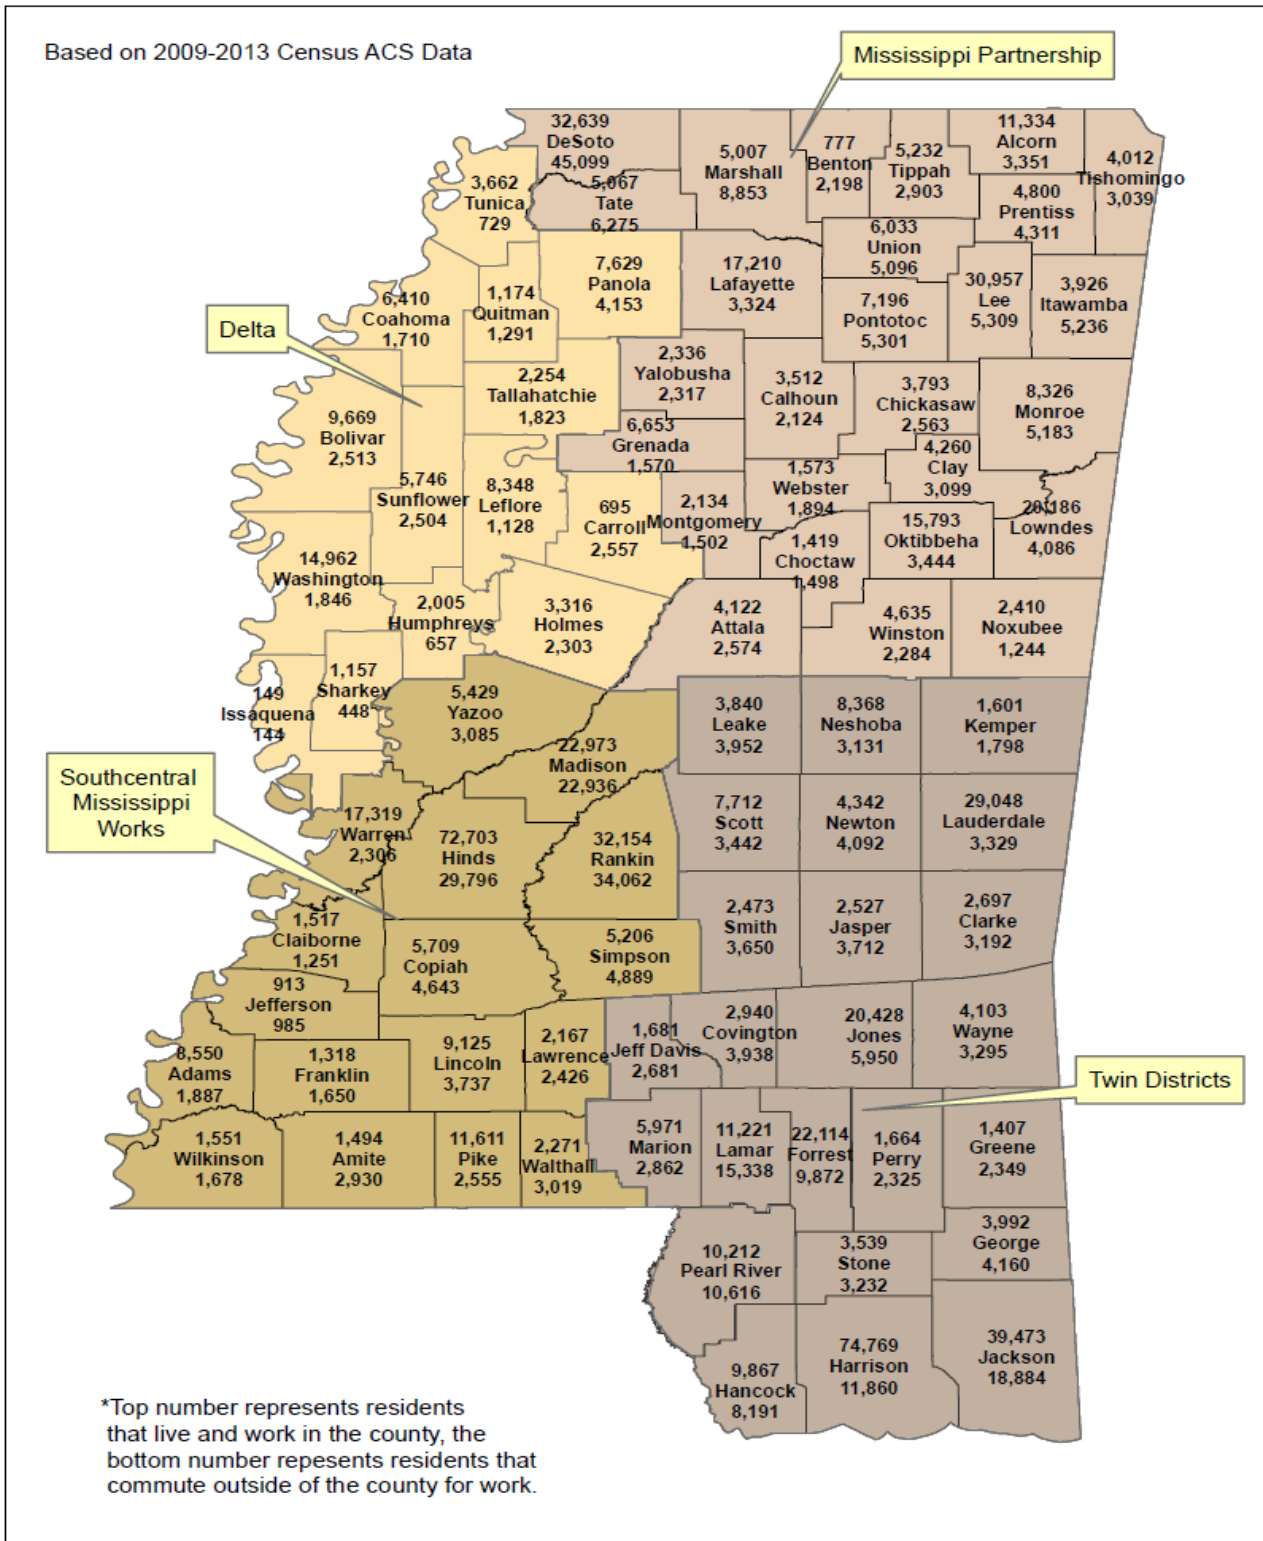 Based on 2009-2013 Census ACS Data
Mississippi Partnership
32,639
DeSoto
45,099
5,007
Marshall
8,853
777
Benton
2,198
5,232
Tippah
2,903
11,334
Alcorn
3,351
4,012
Tishomingo
3,039
3,662
Tunica
729
5,067
Tate
6,275
4,800
Prentiss
4,311
6,033
Union
5,096
7,629
Panola
4,153
17,210
Lafayette
3,324
30,957
Lee
5,309
3,926
Itawamba
5,236
6,410
Coahoma
1,710
1,174
Quitman
1,291
7,196
Pontotoc
5,301
Delta
2,254
Tallahatchie
1,823
2,336
Yalobusha
2,317
3,512
Calhoun
2,124
3,793
Chickasaw
2,563
8,326
Monroe
5,183
9,669
Bolivar
2,513
6,653
Grenada
1,570
4,260
Clay
3,099
5,746
Sunflower
2,504
8,348
Leflore
1,128
695
Carroll
2,557
2,134
Montgomery
1,502
1,573
Webster
1,894
15,793
Oktibbeha
3,444
20,186
Lowndes
4,086
14,962
Washington
1,846
1,419
Choctaw
1,498
2,005
Humphreys
657
3,316
Holmes
2,303
4,122
Attala
2,574
4,635
Winston
2,284
2,410
Noxubee
1,244
149
Issaquena
144
1,157
Sharkey
448
5,429
Yazoo
3,085
3,840
Leake
3,952
8,368
Neshoba
3,131
1,601
Kemper
1,798
22,973
Madison
22,936
Southcentral
Mississippi
Works
17,319
Warren
2,306
72,703
Hinds
29,796
32,154
Rankin
34,062
7,712
Scott
3,442
4,342
Newton
4,092
29,048
Lauderdale
3,329
1,517
Claiborne
1,251
5,709
Copiah
4,643
5,206
Simpson
4,889
2,473
Smith
3,650
2,527
Jasper
3,712
2,697
Clarke
3,192
913
Jefferson
985
8,550
Adams
1,887
1,318
Franklin
1,650
9,125
Lincoln
3,737
2,167
Lawrence
2,426
1,681
Jeff Davis
2,681
2,940
Covington
3,938
20,428
Jones
5,950
4,103
Wayne
3,295
Twin Districts
1,551
Wilkinson
1,678
1,494
Amite
2,930
11,611
Pike
2,555
2,271
Walthall
3,019
5,971
Marion
2,862
11,221
Lamar
15,338
22,114
Forrest
9,872
1,664
Perry
2,325
1,407
Greene
2,349
10,212
Pearl River
10,616
3,539
Stone
3,232
3,992
George
4,160
9,867
Hancock
8,191
74,769
Harrison
11,860
39,473
Jackson
18,884
*Top number represents residents
that live and work in the county, the
bottom number repesents residents that
commute outside of the county for work.